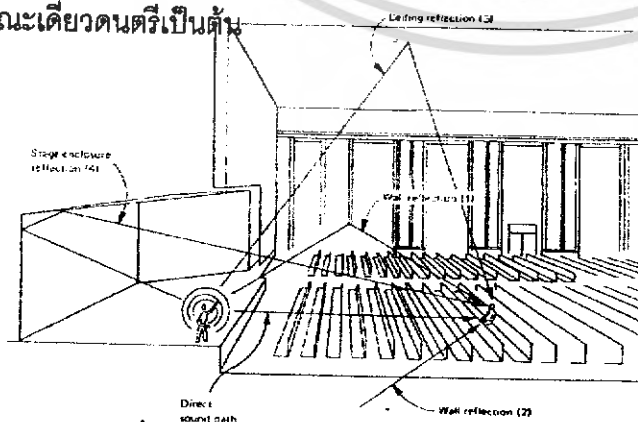 ณะเดียวดนตรีเป็นต้น
Ceiling reflection (3)
Stage enclosure
reflection (4)
Wall reflection (1)
Direct
sound path
Wall reflection (2)